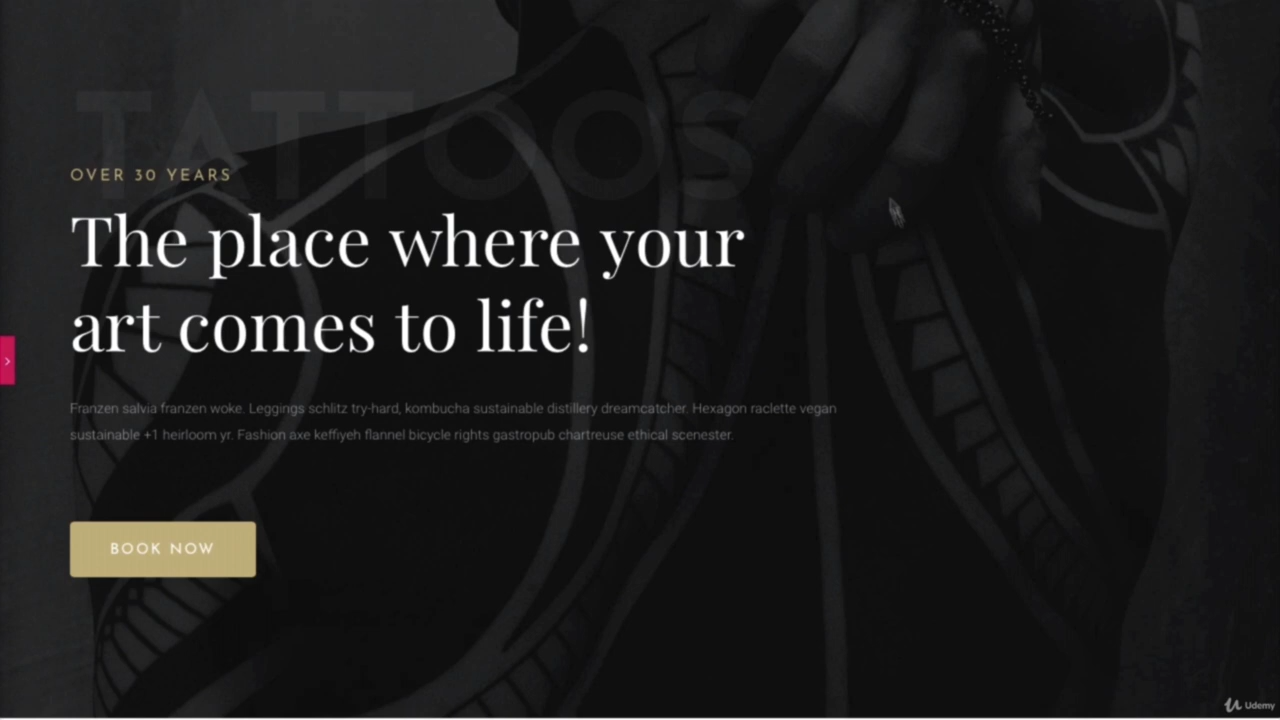 TATTOOS
OVER 30 YEARS
The place where your
art comes to life!
Franzen salvia franzen woke. Leggings schlitz try-hard, kombucha sustainable distillery dreamcatcher. Hexagon raclette vegan
sustainable +1 heirloom yr. Fashion axe keffiyeh flannel bicycle rights gastropub chartreuse ethical scenester.
BOOK NOW
Udemy